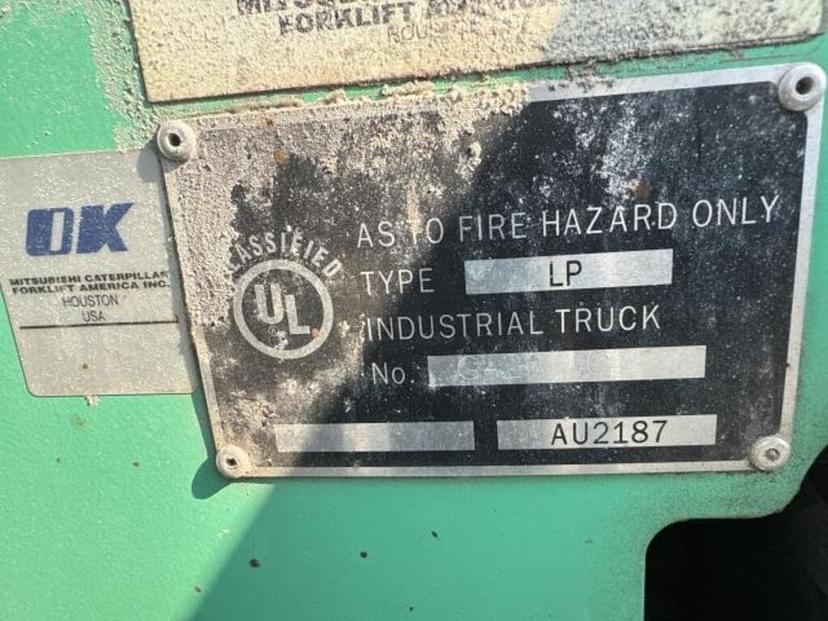 FORKLIFT AMERICA
OK
MITSUBISHI CATERPILLAR
FORKLIFT AMERICA INC.
HOUSTON
USA
CLASSIFIED
UL
AS TO FIRE HAZARD ONLY
TYPE LP
INDUSTRIAL TRUCK
No.
AU2187